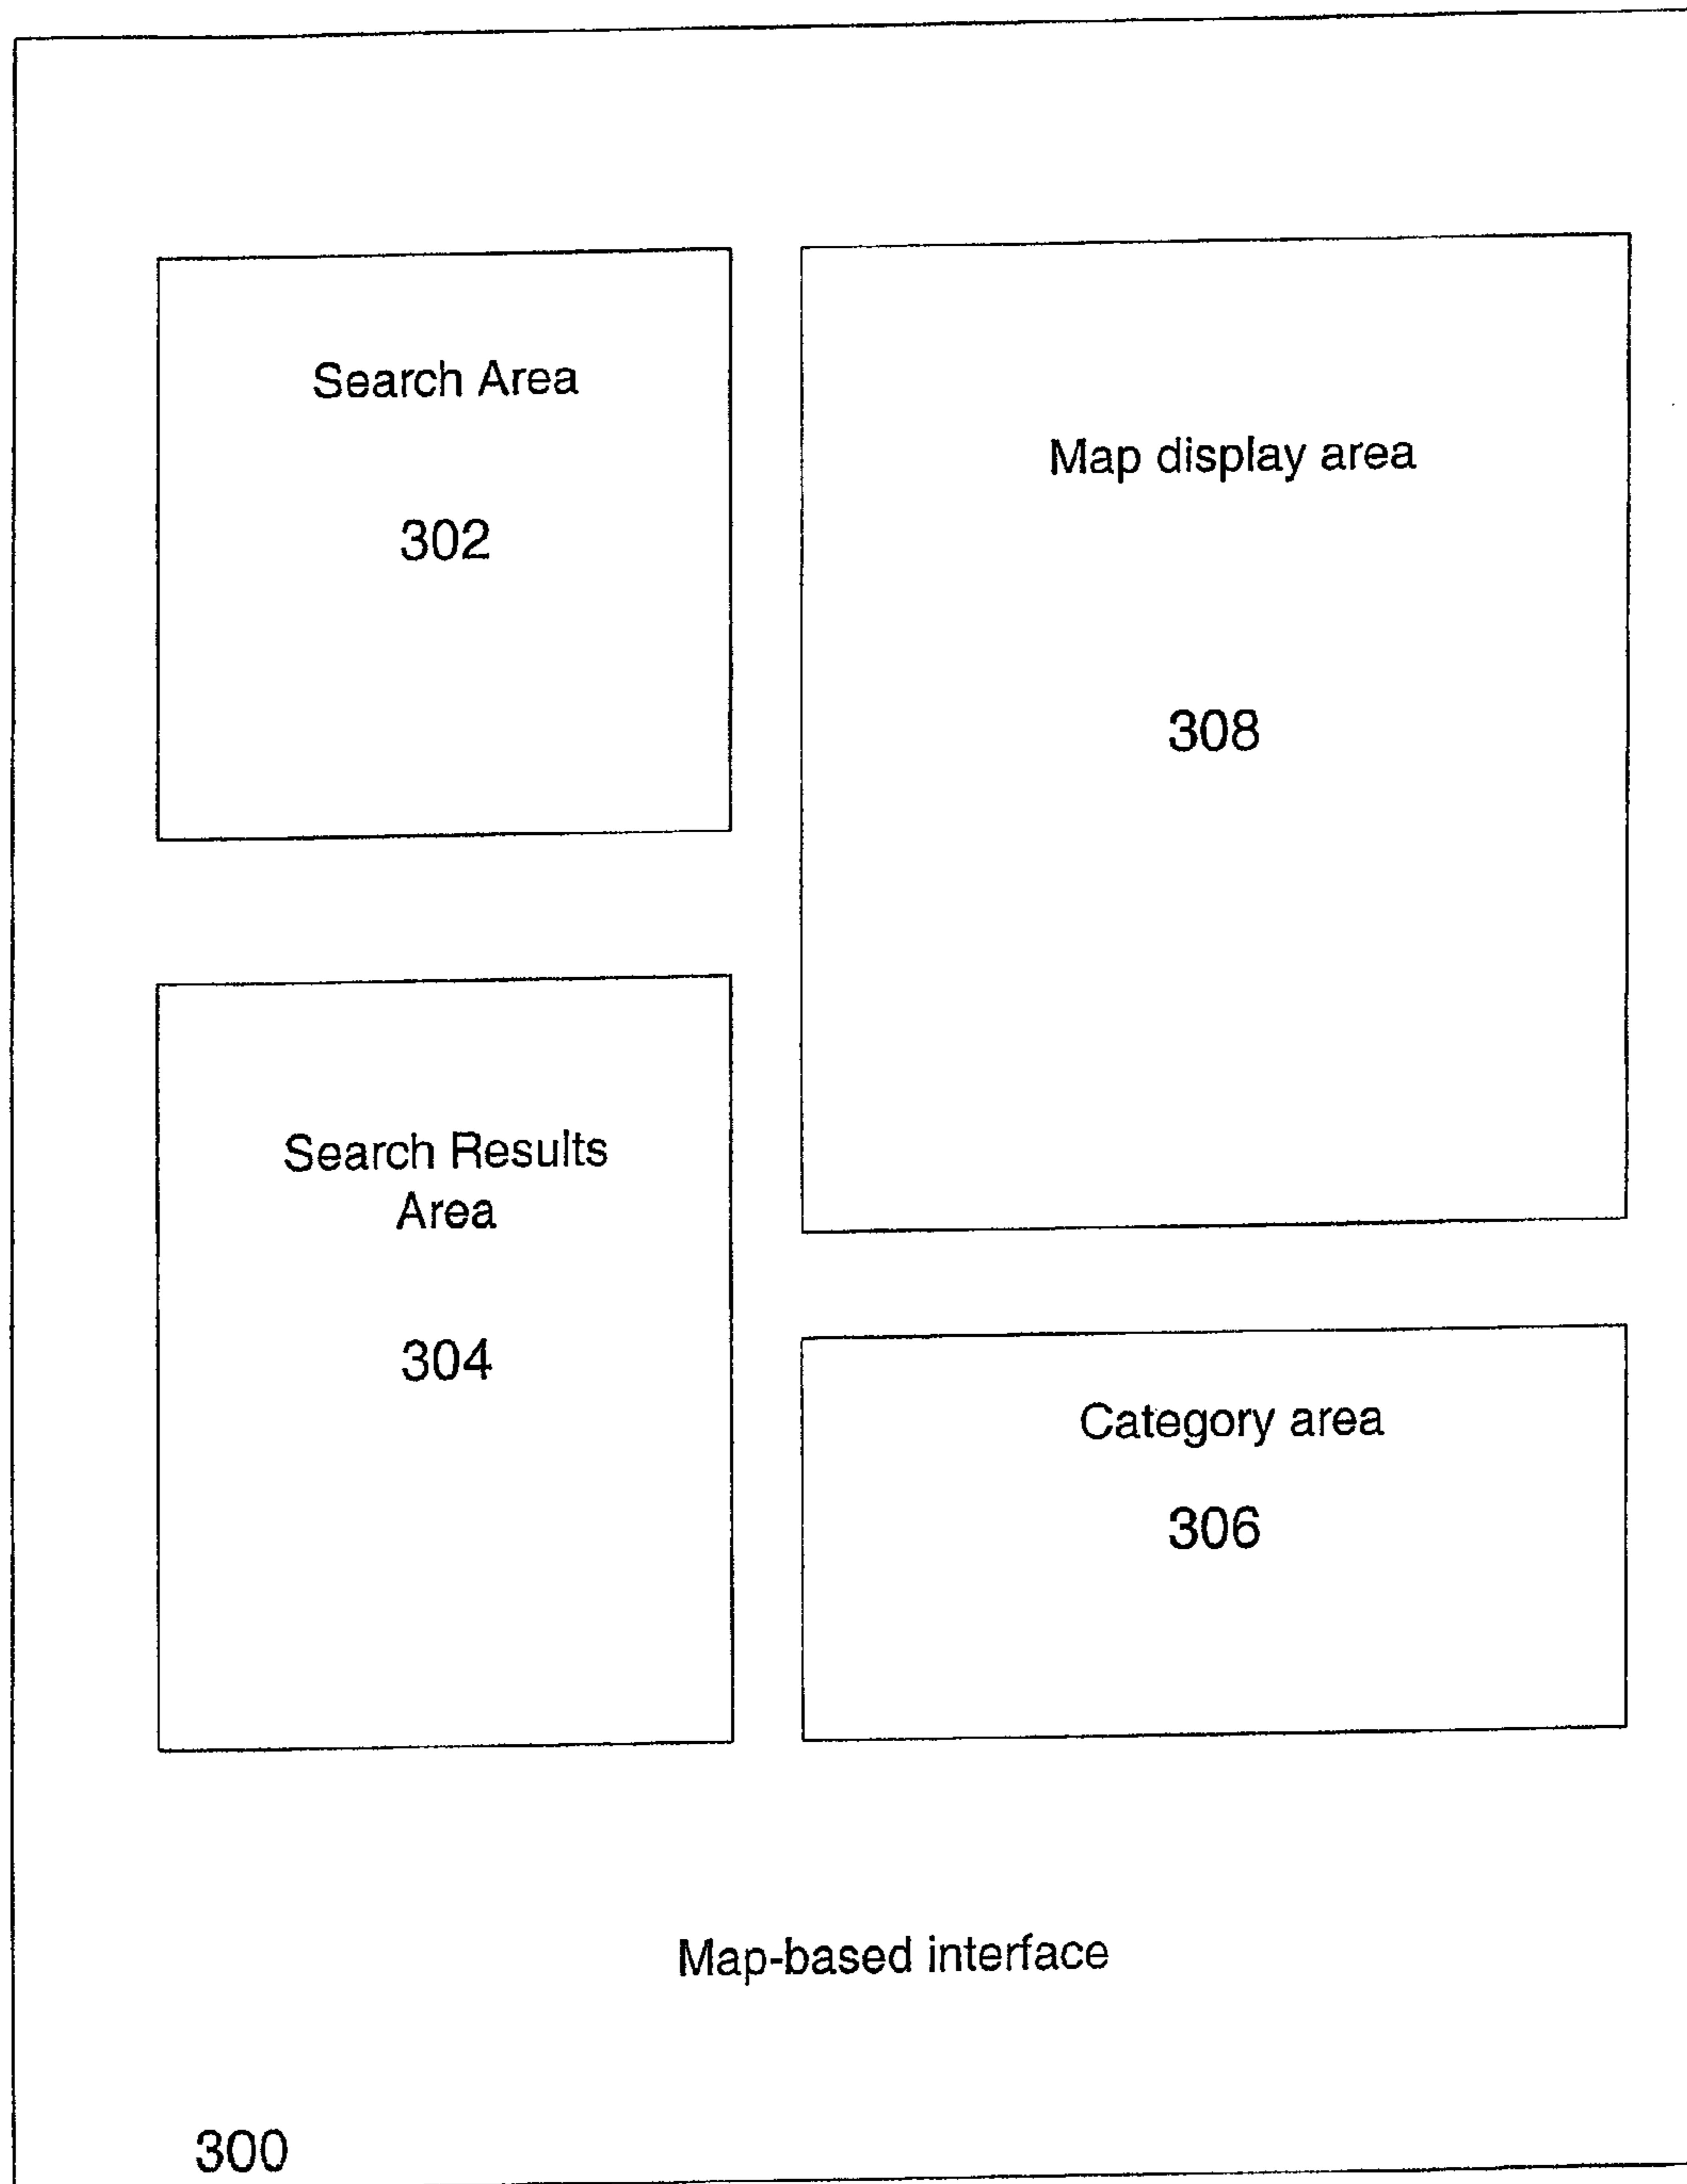 Search Area
302
Map display area
308
Search Results
Area
304
Category area
306
Map-based interface
300